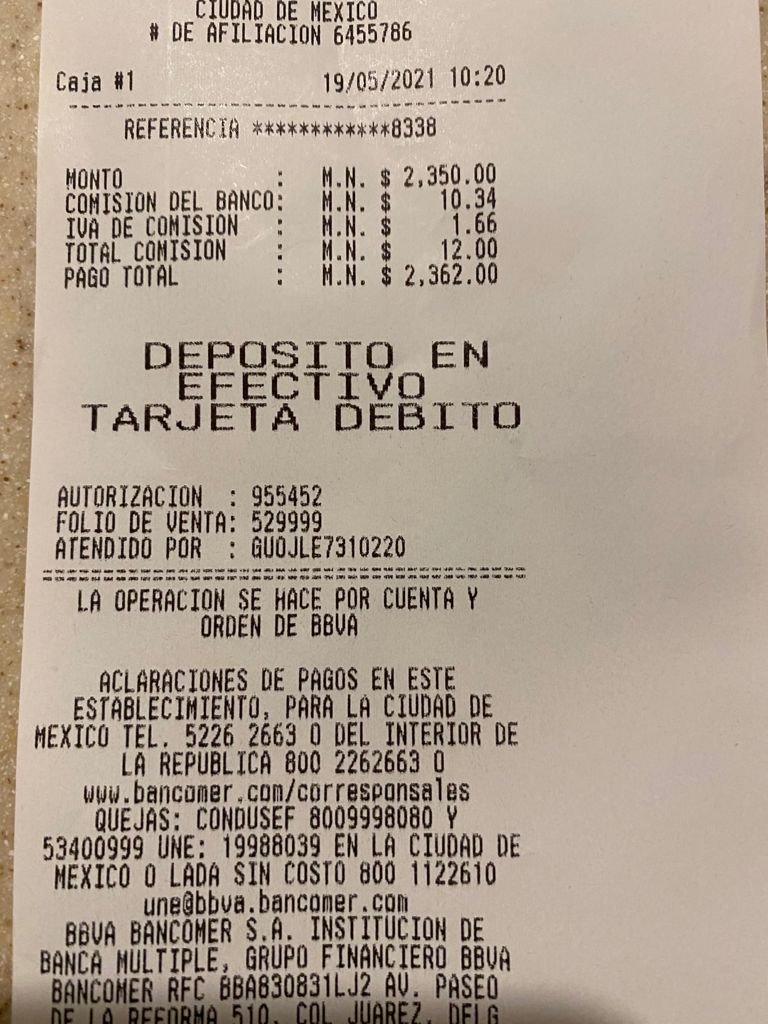 CIUDAD DE MEXICO
# DE AFILIACION 6455786
Caja #1 19/05/2021 10:20
REFERENCIA ************8338
MONTO : M.N. $ 2,350.00
COMISION DEL BANCO: M.N. $ 10.34
IVA DE COMISION : M.N. $ 1.66
TOTAL COMISION : M.N. $ 12.00
PAGO TOTAL : M.N. $ 2,362.00
DEPOSITO EN
EFECTIVO
TARJETA DEBITO
AUTORIZACION : 955452
FOLIO DE VENTA: 529999
ATENDIDO POR : GUOJLE7310220
LA OPERACION SE HACE POR CUENTA Y
ORDEN DE BBVA
ACLARACIONES DE PAGOS EN ESTE
ESTABLECIMIENTO, PARA LA CIUDAD DE
MEXICO TEL. 5226 2663 O DEL INTERIOR DE
LA REPUBLICA 800 2262663 O
www.bancomer.com/corresponsales
QUEJAS: CONDUSEF 8009998080 Y
53400999 UNE: 19988039 EN LA CIUDAD DE
MEXICO O LADA SIN COSTO 800 1122610
une@bbva.bancomer.com
BBVA BANCOMER S.A. INSTITUCION DE
BANCA MULTIPLE, GRUPO FINANCIERO BBVA
BANCOMER RFC BBA830831LJ2 AV. PASEO
DE LA REFORMA 510, COL JUAREZ, DELG